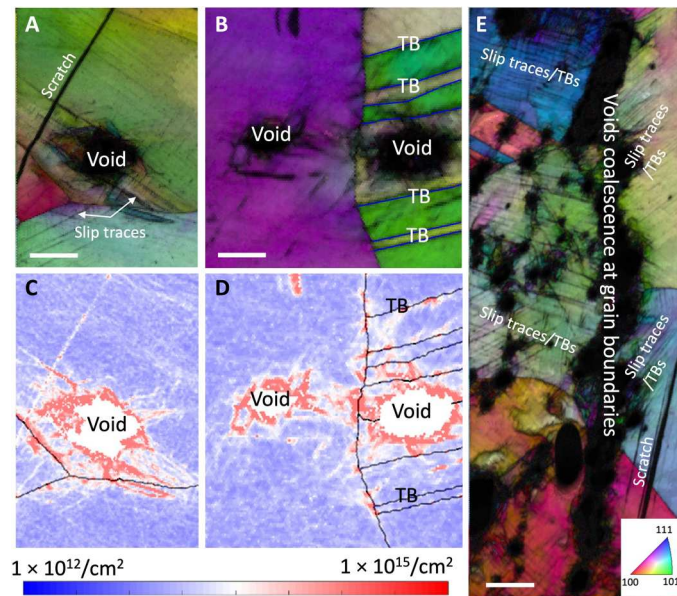 A
Scratch
Void
Slip traces
B
TB
TB
Void
Void
TB
TB
C
Void
D
TB
Void
Void
TB
1 × 10¹²/cm²
1 × 10¹⁵/cm²
E
Slip traces/TBs
Slip traces
/TBs
Voids coalescence at grain boundaries
Slip traces/TBs
Slip traces
/TBs
Scratch
111
100
101